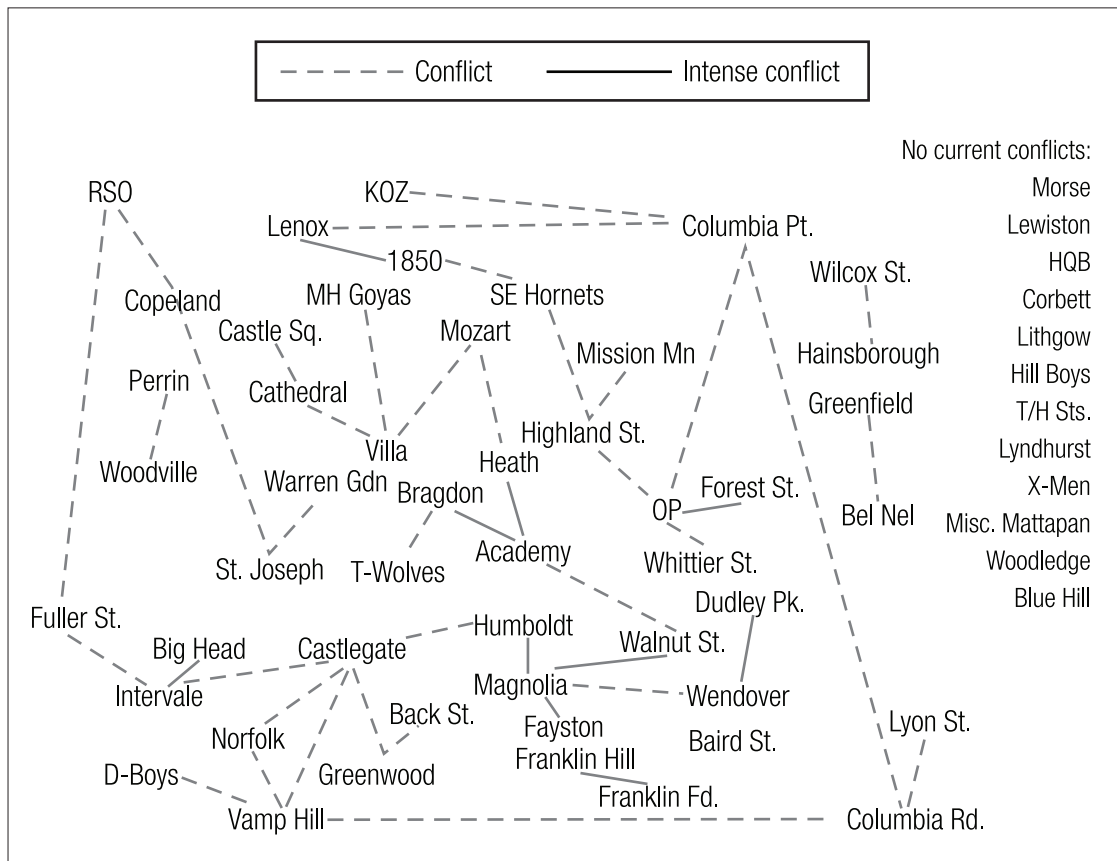 Conflict
Intense conflict
No current conflicts:
Morse
Lewiston
HQB
Corbett
Lithgow
Hill Boys
T/H Sts.
Lyndhurst
X-Men
Misc. Mattapan
Woodledge
Blue Hill
RSO
KOZ
Lenox
Columbia Pt.
1850
Wilcox St.
Copeland
MH Goyas
SE Hornets
Castle Sq.
Mozart
Mission Mn
Hainsborough
Perrin
Cathedral
Greenfield
Highland St.
Villa
Woodville
Heath
Warren Gdn
Bragdon
Forest St.
OP
Bel Nel
Academy
St. Joseph
T-Wolves
Whittier St.
Dudley Pk.
Fuller St.
Humboldt
Big Head
Castlegate
Walnut St.
Intervale
Magnolia
Wendover
Back St.
Lyon St.
Norfolk
Fayston
Baird St.
Franklin Hill
D-Boys
Greenwood
Franklin Fd.
Vamp Hill
Columbia Rd.